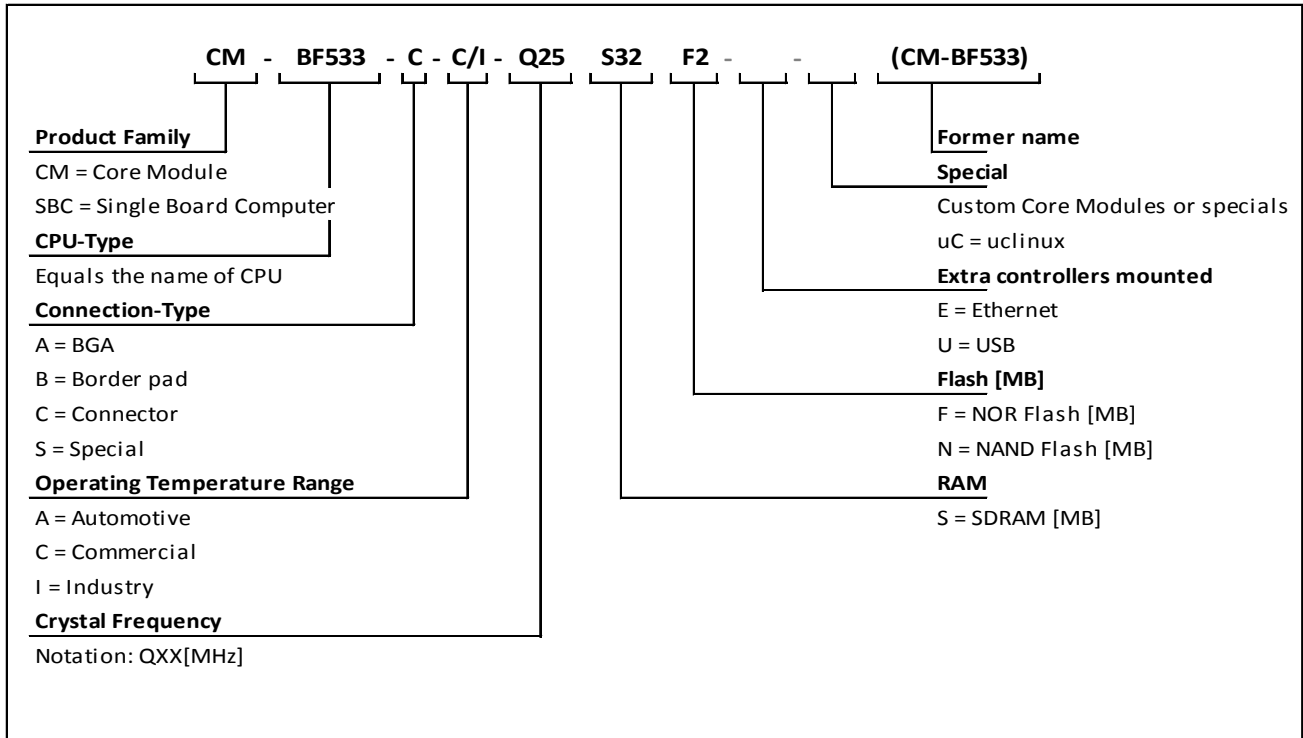 CM - BF533 - C - C/I - Q25 S32 F2 - - (CM-BF533)
Product Family
CM = Core Module
SBC = Single Board Computer
CPU-Type
Equals the name of CPU
Connection-Type
A = BGA
B = Border pad
C = Connector
S = Special
Operating Temperature Range
A = Automotive
C = Commercial
I = Industry
Crystal Frequency
Notation: QXX[MHz]
Former name
Special
Custom Core Modules or specials
uC = uclinux
Extra controllers mounted
E = Ethernet
U = USB
Flash [MB]
F = NOR Flash [MB]
N = NAND Flash [MB]
RAM
S = SDRAM [MB]